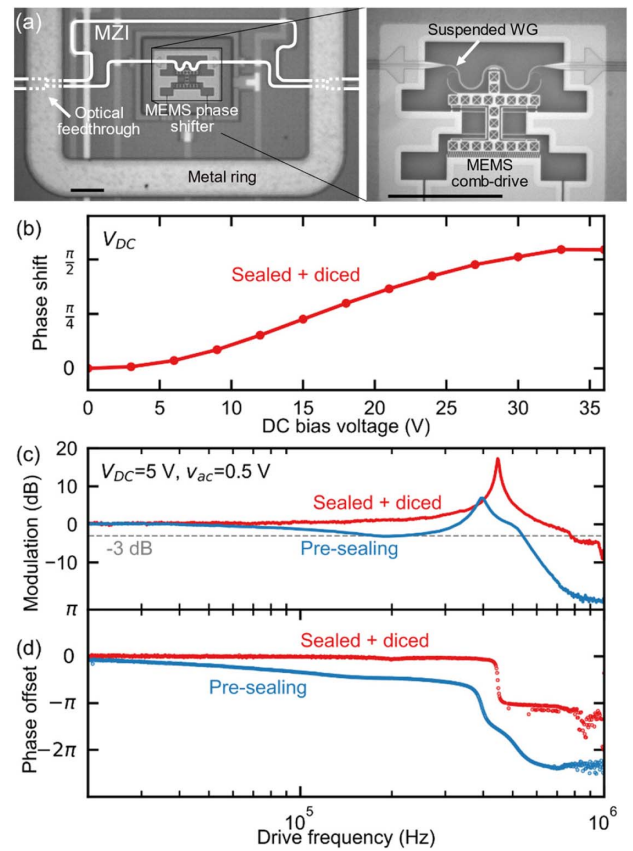 (a)
MZI
Optical
feedthrough
MEMS phase
shifter
Metal ring
Suspended WG
MEMS
comb-drive
(b)
V_DC
Sealed + diced
Phase shift
π/2
π/4
0
0 5 10 15 20 25 30 35
DC bias voltage (V)
(c)
V_DC=5 V, v_ac=0.5 V
Sealed + diced
Pre-sealing
-3 dB
Modulation (dB)
20
10
0
−10
(d)
Sealed + diced
Pre-sealing
Phase offset
π
0
-π
−2π
10^5 10^6
Drive frequency (Hz)